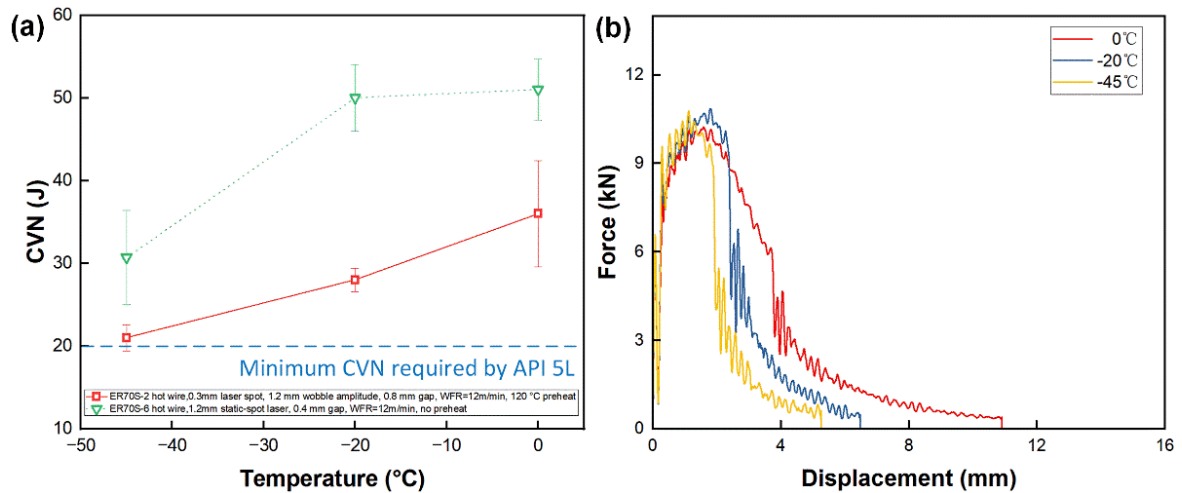 (a)
60
50
40
30
20
10
CVN (J)
Minimum CVN required by API 5L
ER70S-2 hot wire,0.3mm laser spot, 1.2 mm wobble amplitude, 0.8 mm gap, WFR=12m/min, 120 °C preheat
ER70S-6 hot wire,1.2mm static-spot laser, 0.4 mm gap, WFR=12m/min, no preheat
−50 −40 −30 −20 −10 0
Temperature (°C)
(b)
12
9
6
3
0
Force (kN)
0℃
-20℃
-45℃
0 4 8 12 16
Displacement (mm)